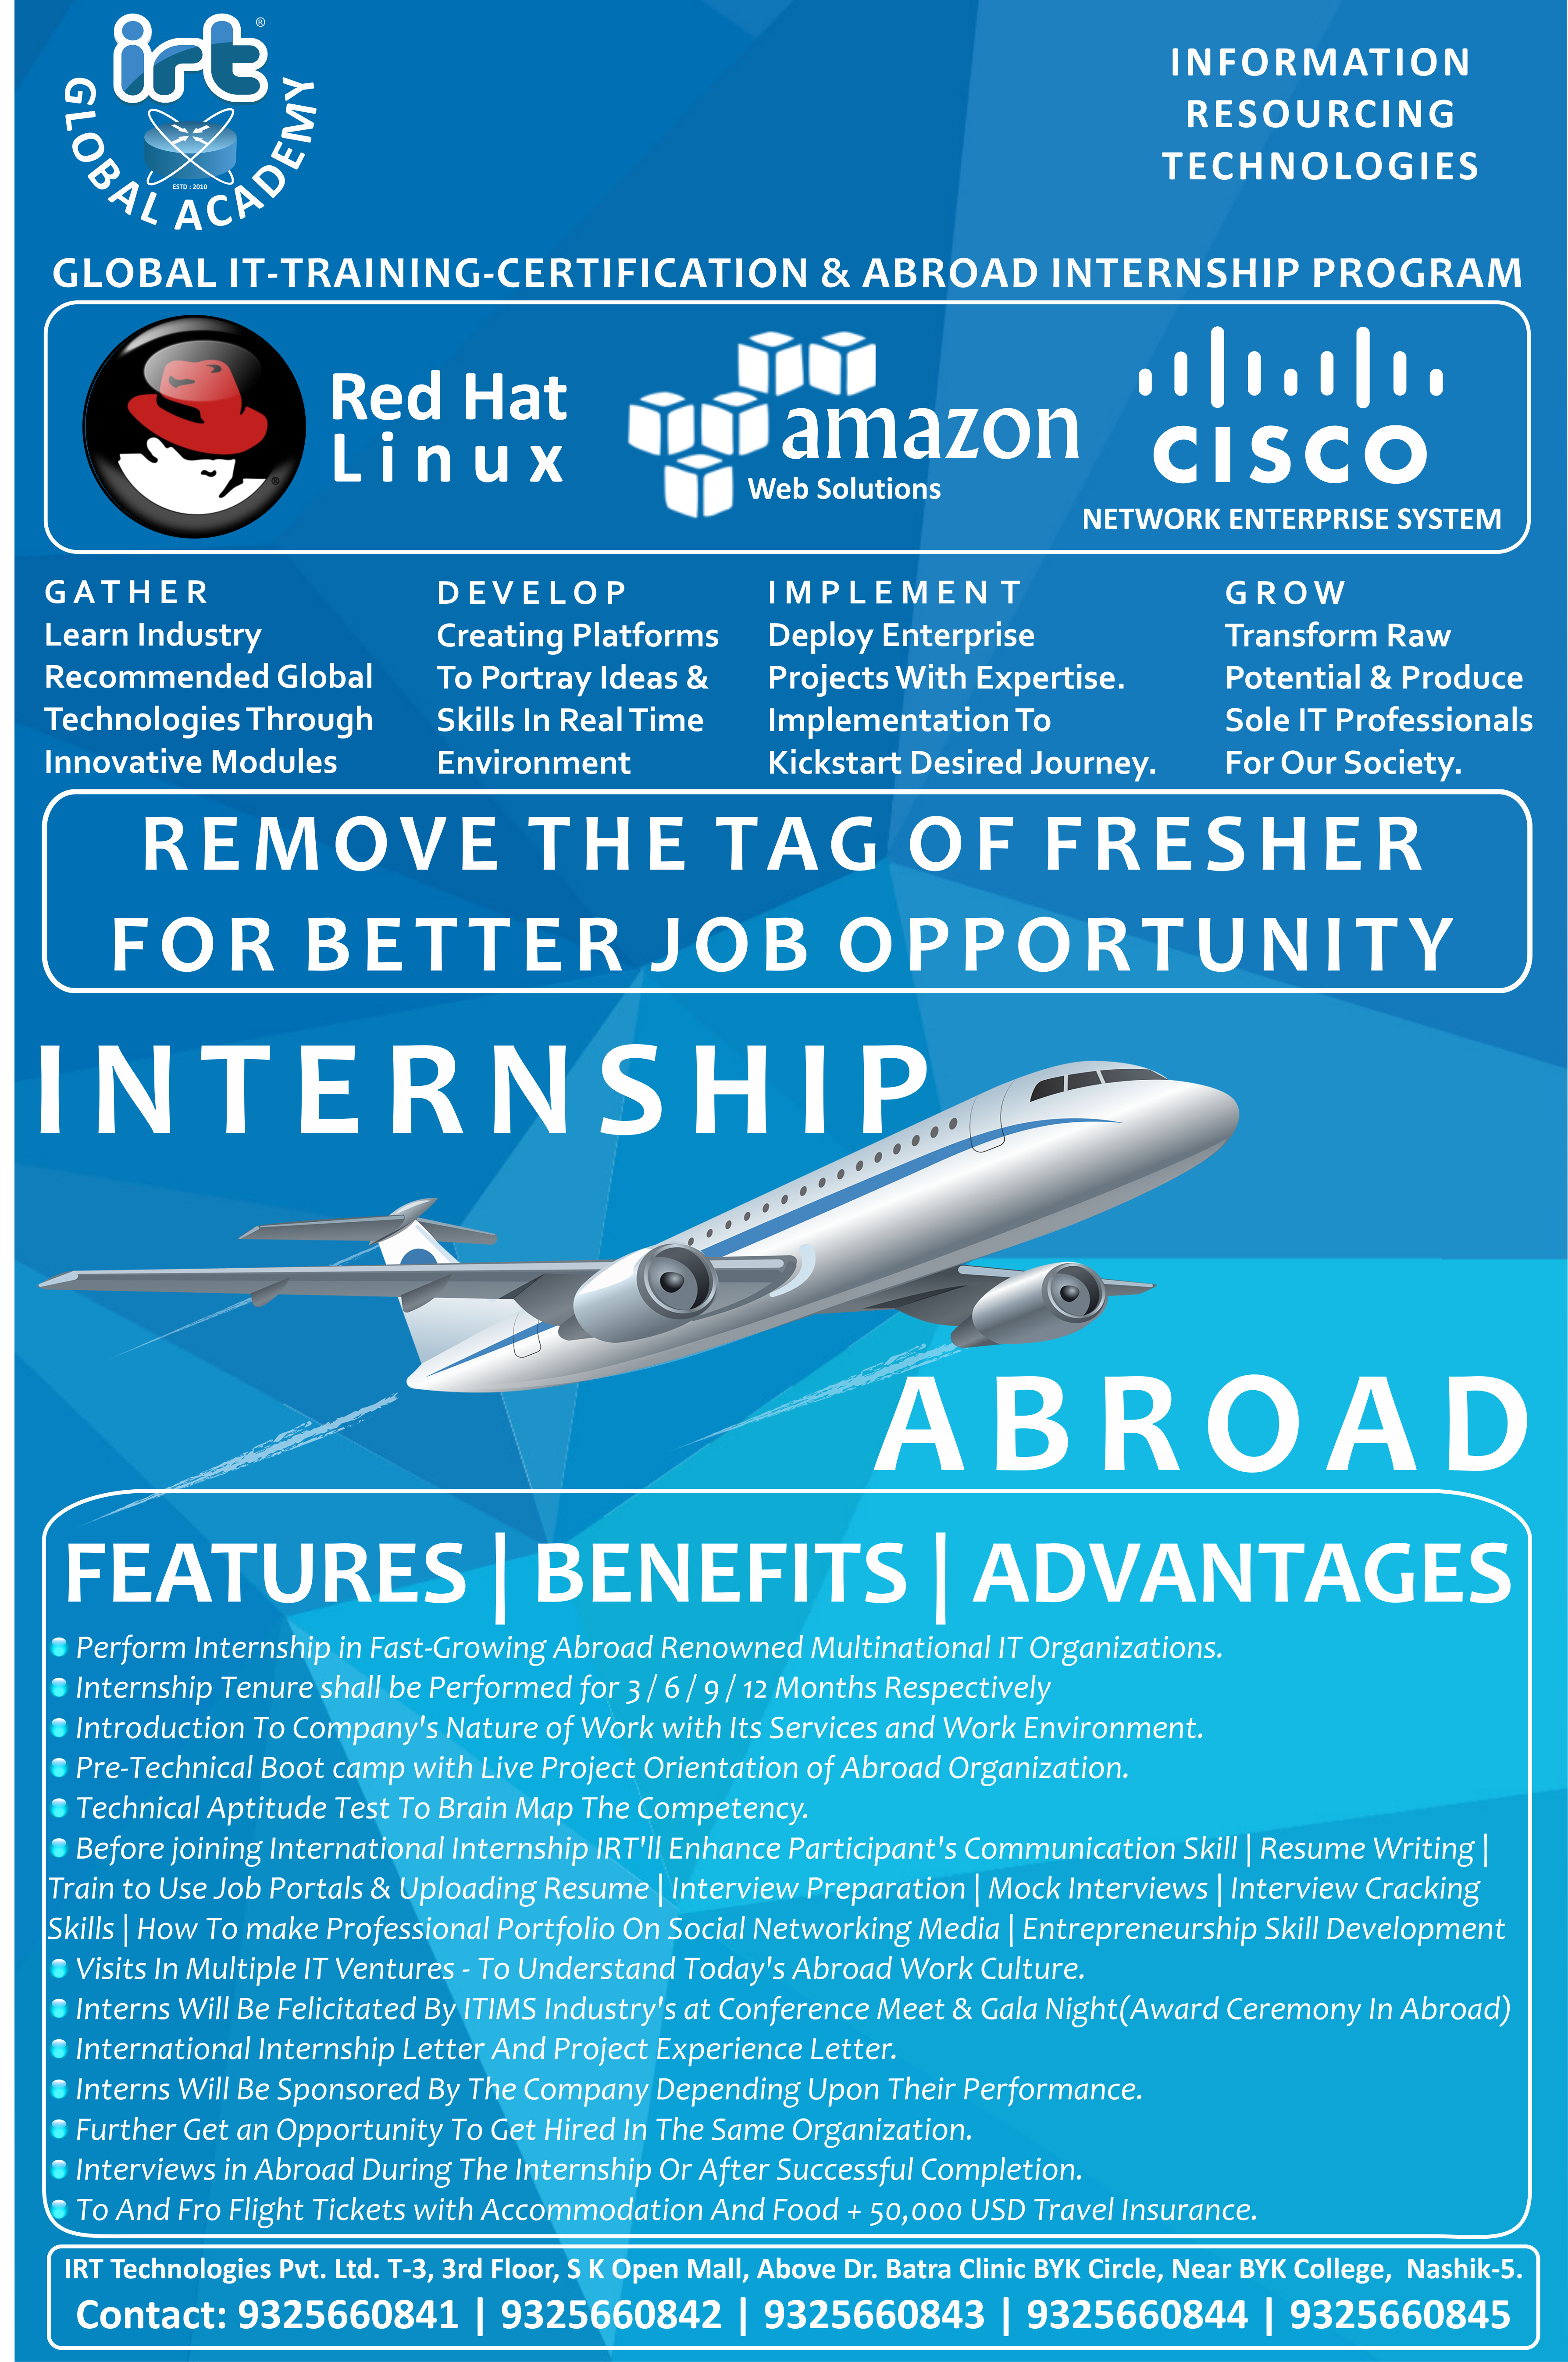 irt ®
GLOBAL ACADEMY
ESTD : 2010
INFORMATION
RESOURCING
TECHNOLOGIES
GLOBAL IT-TRAINING-CERTIFICATION & ABROAD INTERNSHIP PROGRAM
Red Hat
Linux
®
amazon
Web Solutions
CISCO
NETWORK ENTERPRISE SYSTEM
GATHER
Learn Industry
Recommended Global
Technologies Through
Innovative Modules
DEVELOP
Creating Platforms
To Portray Ideas &
Skills In Real Time
Environment
IMPLEMENT
Deploy Enterprise
Projects With Expertise.
Implementation To
Kickstart Desired Journey.
GROW
Transform Raw
Potential & Produce
Sole IT Professionals
For Our Society.
REMOVE THE TAG OF FRESHER
FOR BETTER JOB OPPORTUNITY
INTERNSHIP
ABROAD
FEATURES | BENEFITS | ADVANTAGES
Perform Internship in Fast-Growing Abroad Renowned Multinational IT Organizations.
Internship Tenure shall be Performed for 3 / 6 / 9 / 12 Months Respectively
Introduction To Company's Nature of Work with Its Services and Work Environment.
Pre-Technical Boot camp with Live Project Orientation of Abroad Organization.
Technical Aptitude Test To Brain Map The Competency.
Before joining International Internship IRT'll Enhance Participant's Communication Skill | Resume Writing |
Train to Use Job Portals & Uploading Resume | Interview Preparation | Mock Interviews | Interview Cracking
Skills | How To make Professional Portfolio On Social Networking Media | Entrepreneurship Skill Development
Visits In Multiple IT Ventures - To Understand Today's Abroad Work Culture.
Interns Will Be Felicitated By ITIMS Industry's at Conference Meet & Gala Night(Award Ceremony In Abroad)
International Internship Letter And Project Experience Letter.
Interns Will Be Sponsored By The Company Depending Upon Their Performance.
Further Get an Opportunity To Get Hired In The Same Organization.
Interviews in Abroad During The Internship Or After Successful Completion.
To And Fro Flight Tickets with Accommodation And Food + 50,000 USD Travel Insurance.
IRT Technologies Pvt. Ltd. T-3, 3rd Floor, S K Open Mall, Above Dr. Batra Clinic BYK Circle, Near BYK College, Nashik-5.
Contact: 9325660841 | 9325660842 | 9325660843 | 9325660844 | 9325660845